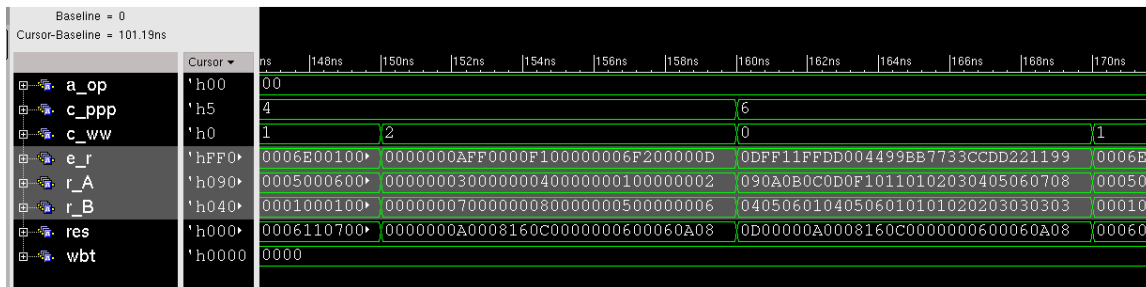 Baseline = 0
Cursor-Baseline = 101.19ns
Cursor ns 148ns 150ns 152ns 154ns 156ns 158ns 160ns 162ns 164ns 166ns 168ns 170ns
a_op 'h00 00
c_ppp 'h5 4 6
c_ww 'h0 1 2 0 1
e_r 'hFF0 0006E00100 0000000AFF0000F100000006F200000D 0DFF11FFDD004499BB7733CCDD221199 0006E
r_A 'h090 0005000600 00000003000000040000000100000002 090A0B0C0D0F10110102030405060708 00050
r_B 'h040 0001000100 00000007000000080000000500000006 04050601040506010101020203030303 00010
res 'h000 0006110700 0000000A0008160C0000000600060A08 0D00000A0008160C0000000600060A08 00060
wbt 'h0000 0000